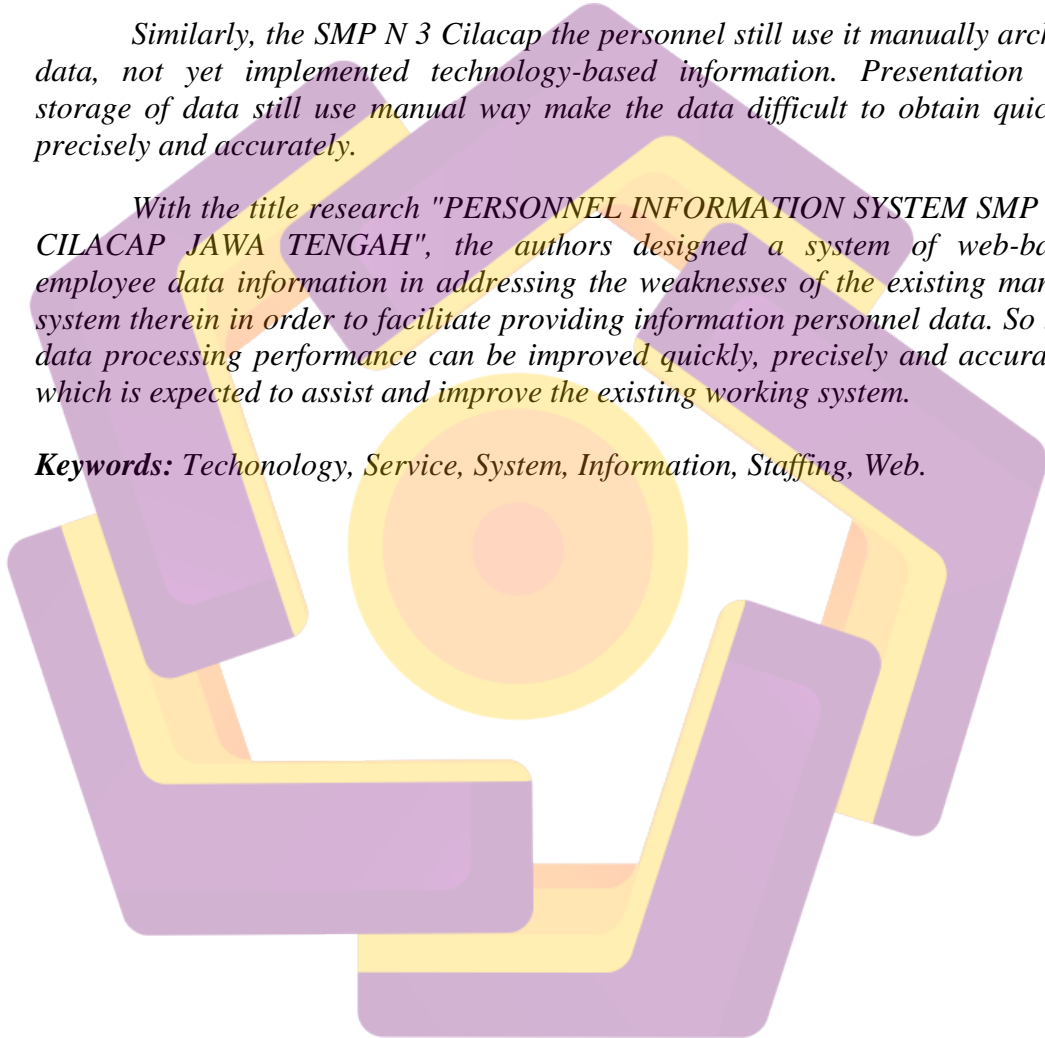 Similarly, the SMP N 3 Cilacap the personnel still use it manually arch
data, not yet implemented technology-based information. Presentation
storage of data still use manual way make the data difficult to obtain quic
precisely and accurately.
With the title research "PERSONNEL INFORMATION SYSTEM SMP
CILACAP JAWA TENGAH", the authors designed a system of web-ba
employee data information in addressing the weaknesses of the existing man
system therein in order to facilitate providing information personnel data. So
data processing performance can be improved quickly, precisely and accura
which is expected to assist and improve the existing working system.
Keywords: Techonology, Service, System, Information, Staffing, Web.